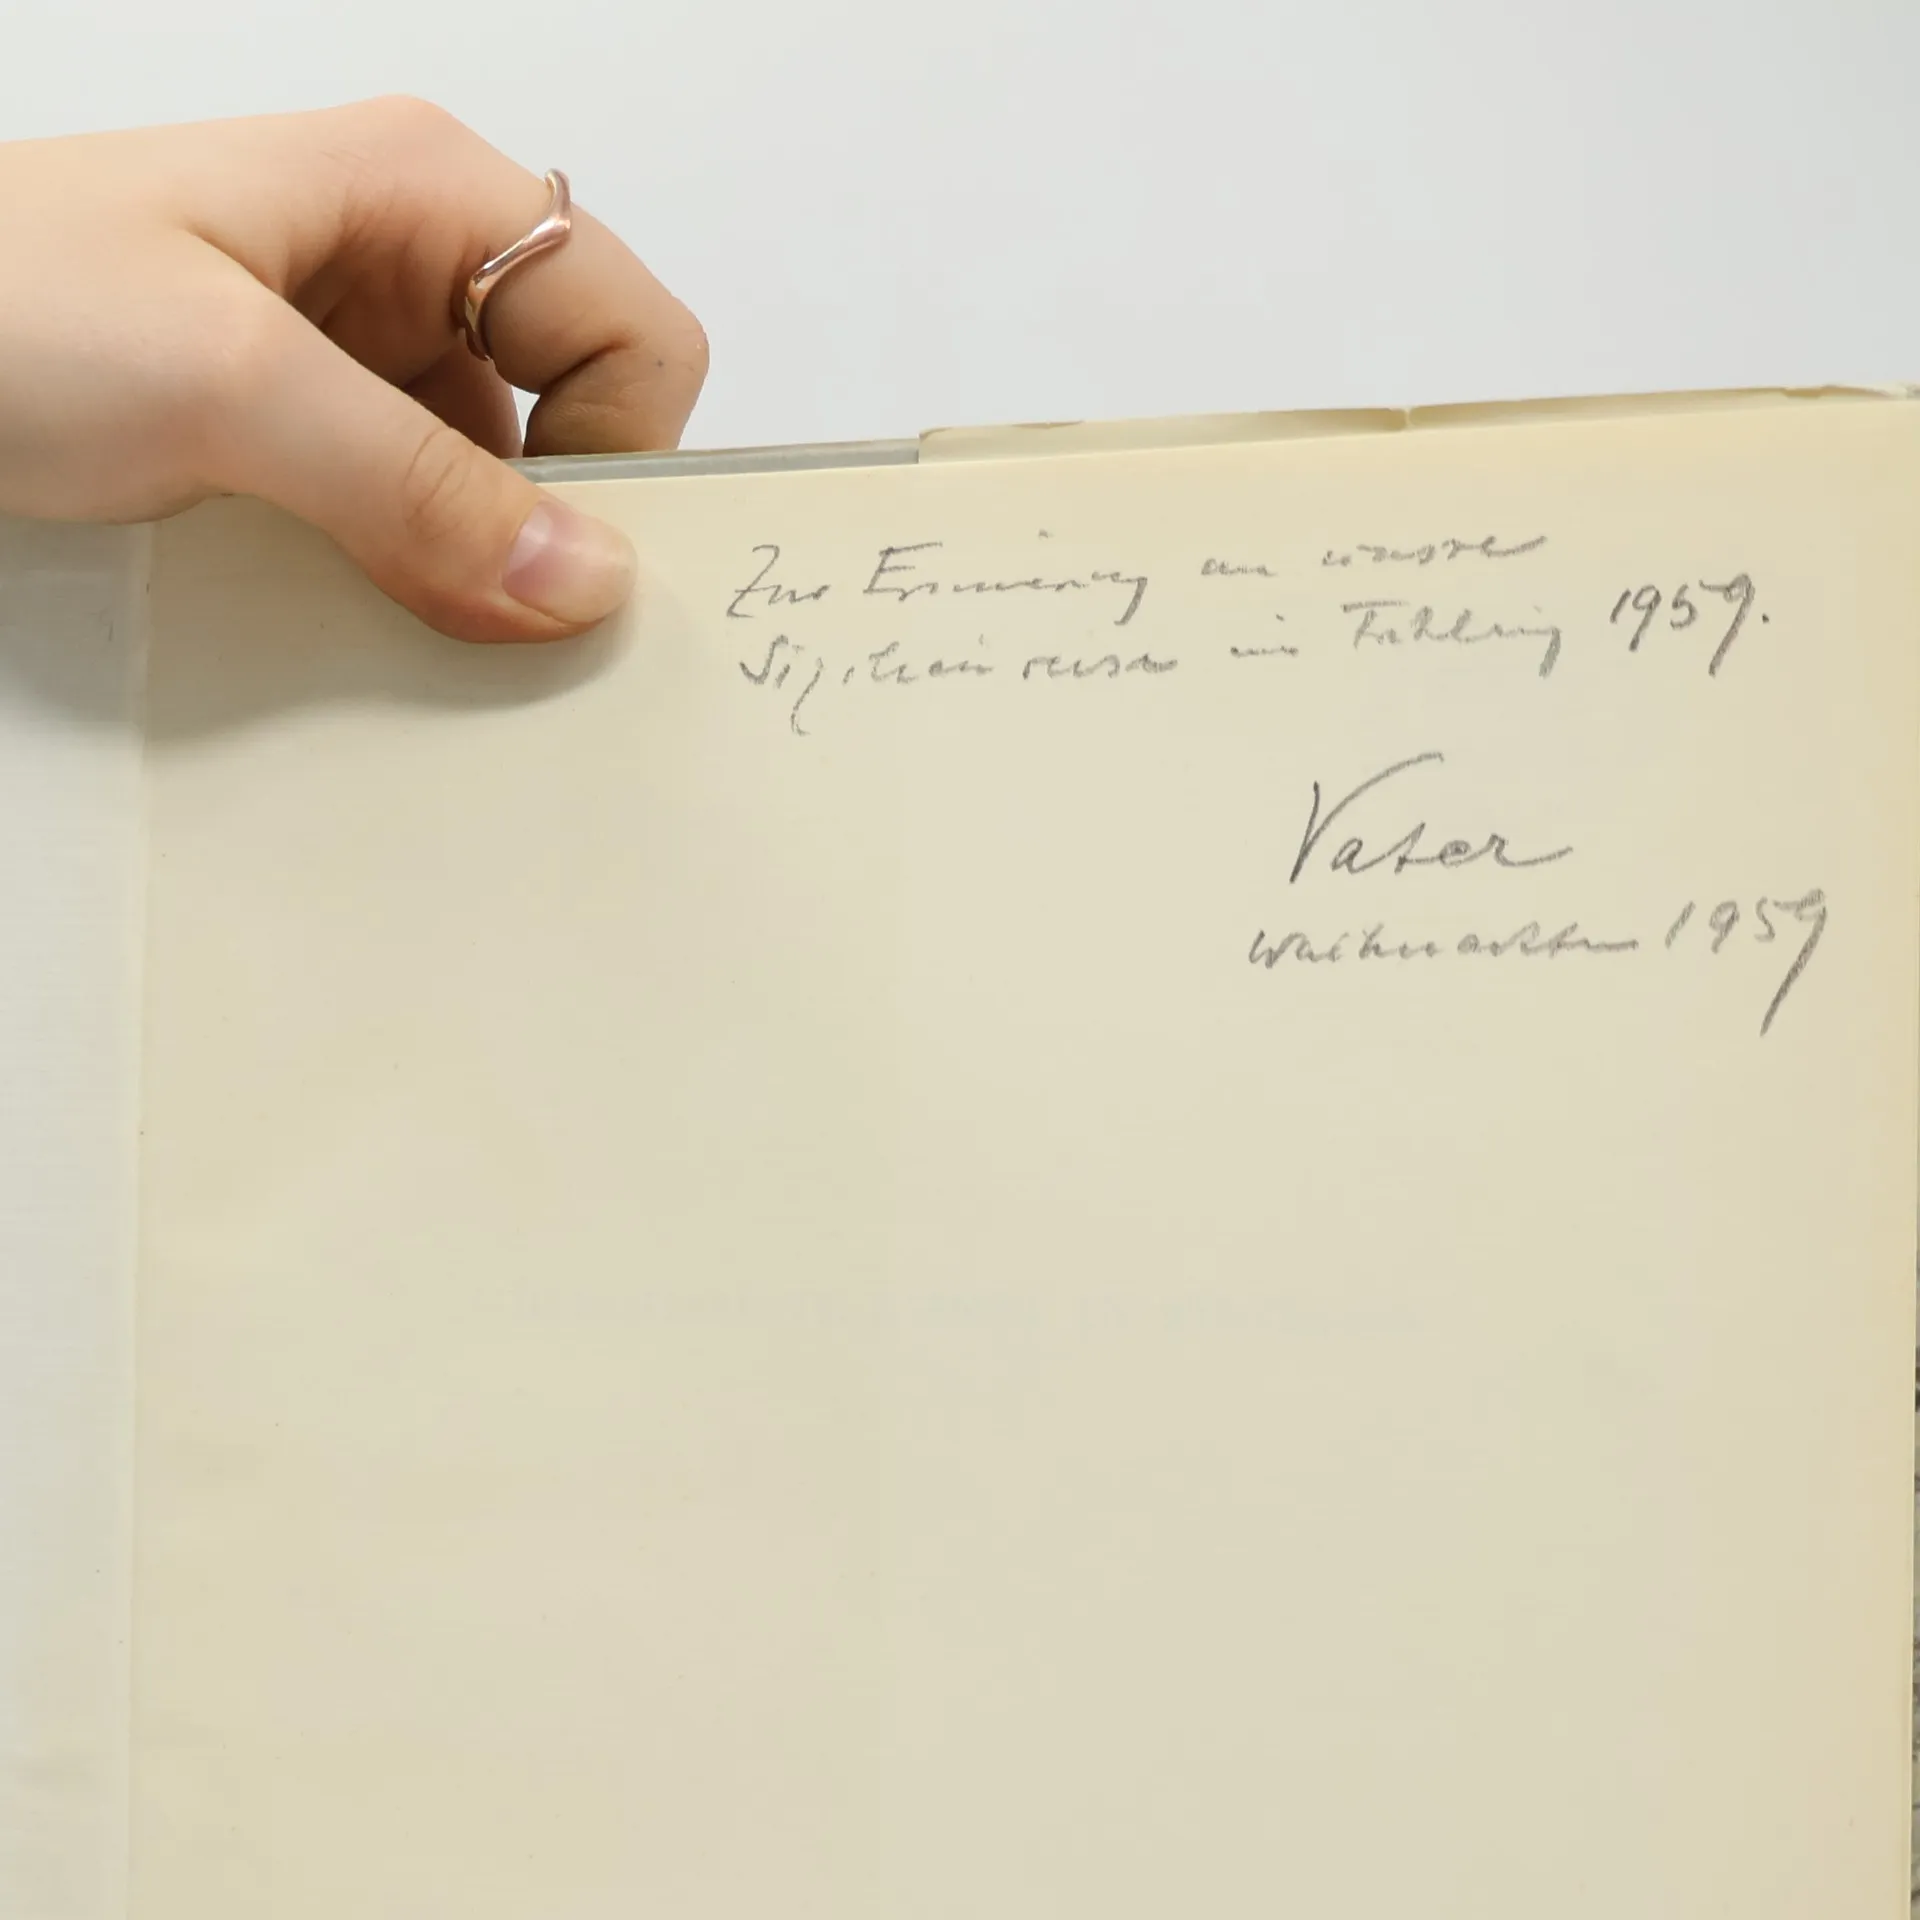 Zur Erinnerung an unsere
Sizilienreise im Frühling 1959.
Vater
Weihnachten 1959